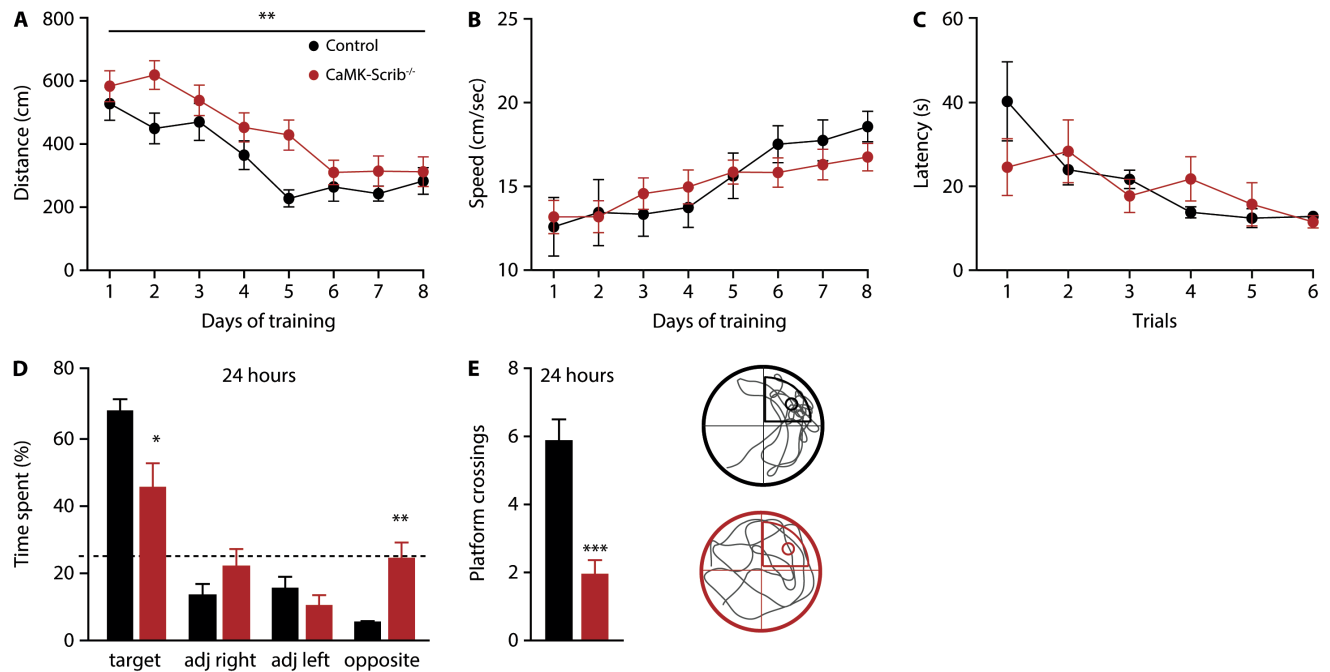 A
**
800
600
400
200
0
Distance (cm)
Control
CaMK-Scrib-/-
1 2 3 4 5 6 7 8
Days of training
B
25
20
15
10
Speed (cm/sec)
1 2 3 4 5 6 7 8
Days of training
C
60
40
20
0
Latency (s)
1 2 3 4 5 6
Trials
D
24 hours
80
60
40
20
0
Time spent (%)
*
**
target adj right adj left opposite
E
24 hours
8
6
4
2
0
Platform crossings
***